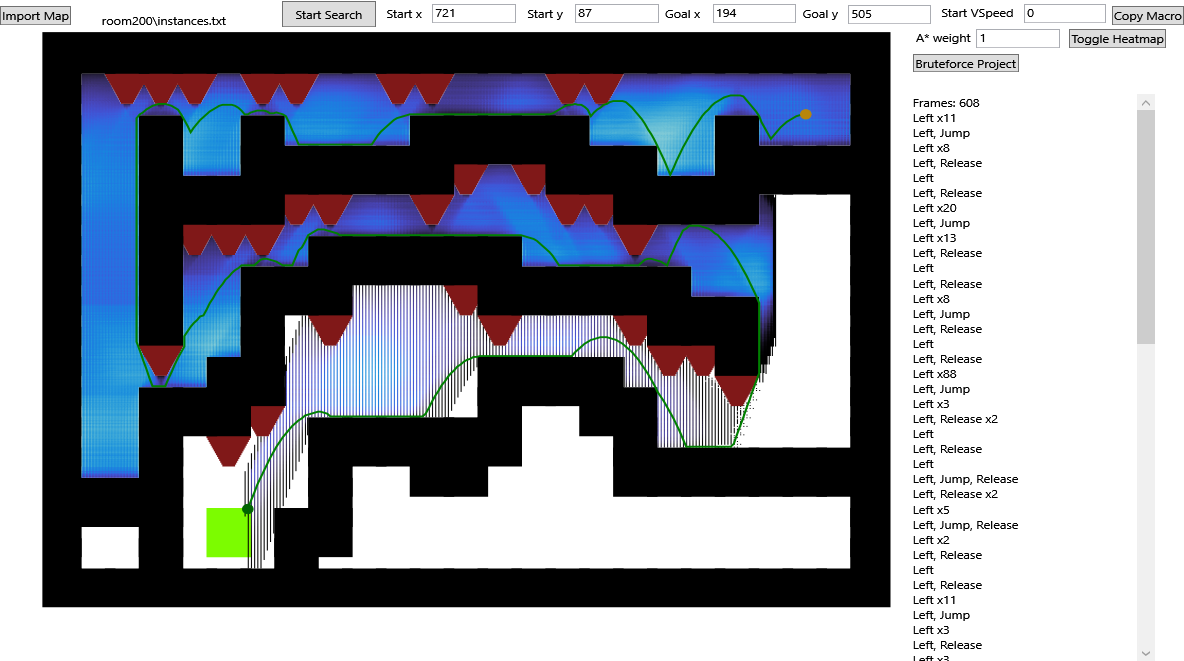 Import Map
room200\instances.txt
Start Search
Start x 721
Start y 87
Goal x 194
Goal y 505
Start VSpeed 0
Copy Macro
A* weight 1
Toggle Heatmap
Bruteforce Project
Frames: 608
Left x11
Left, Jump
Left x8
Left, Release
Left
Left, Release
Left x20
Left, Jump
Left x13
Left, Release
Left
Left, Release
Left x8
Left, Jump
Left, Release
Left
Left, Release
Left x88
Left, Jump
Left x3
Left, Release x2
Left
Left, Release
Left
Left, Jump, Release
Left, Release x2
Left x5
Left, Jump, Release
Left x2
Left, Release
Left
Left, Release
Left x11
Left, Jump
Left x3
Left, Release
Left x3